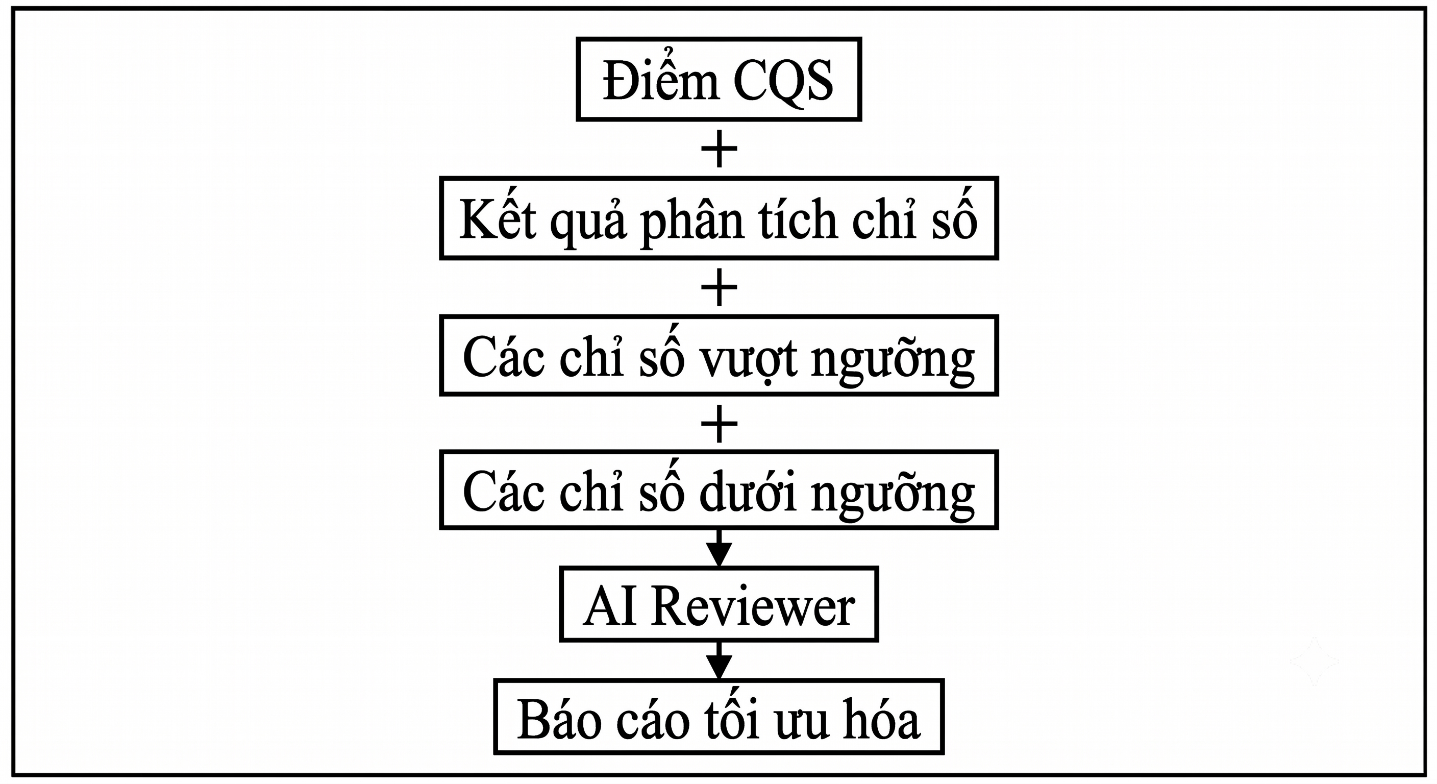 Điểm CQS
+
Kết quả phân tích chỉ số
+
Các chỉ số vượt ngưỡng
+
Các chỉ số dưới ngưỡng
AI Reviewer
Báo cáo tối ưu hóa